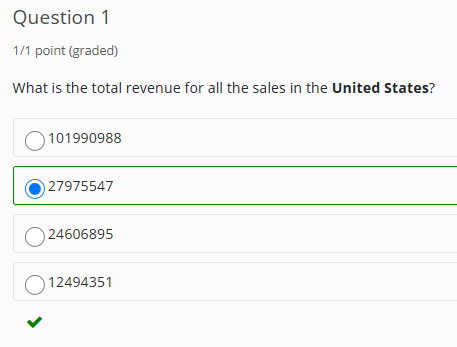 Question 1
1/1 point (graded)
What is the total revenue for all the sales in the United States?
101990988
27975547
24606895
12494351